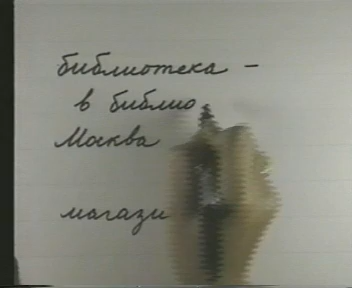 библиотека –
в библио
Москва
магази